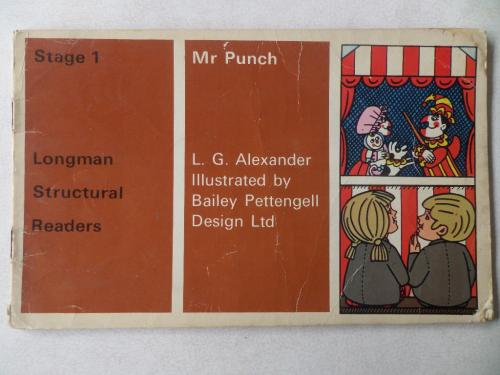 Stage 1
Longman
Structural
Readers
Mr Punch
L. G. Alexander
Illustrated by
Bailey Pettengell
Design Ltd